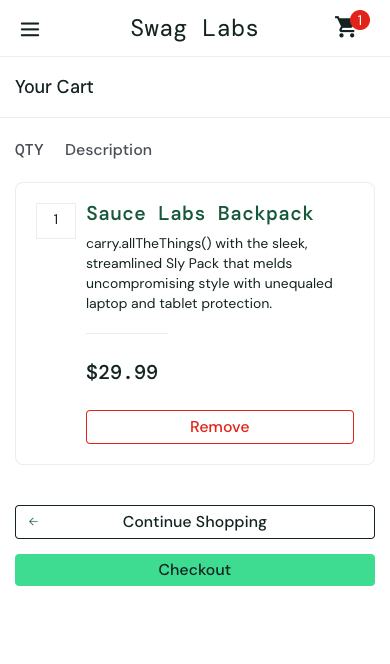 Swag Labs
1
Your Cart
QTY Description
1
Sauce Labs Backpack
carry.allTheThings() with the sleek,
streamlined Sly Pack that melds
uncompromising style with unequaled
laptop and tablet protection.
$29.99
Remove
Continue Shopping
Checkout